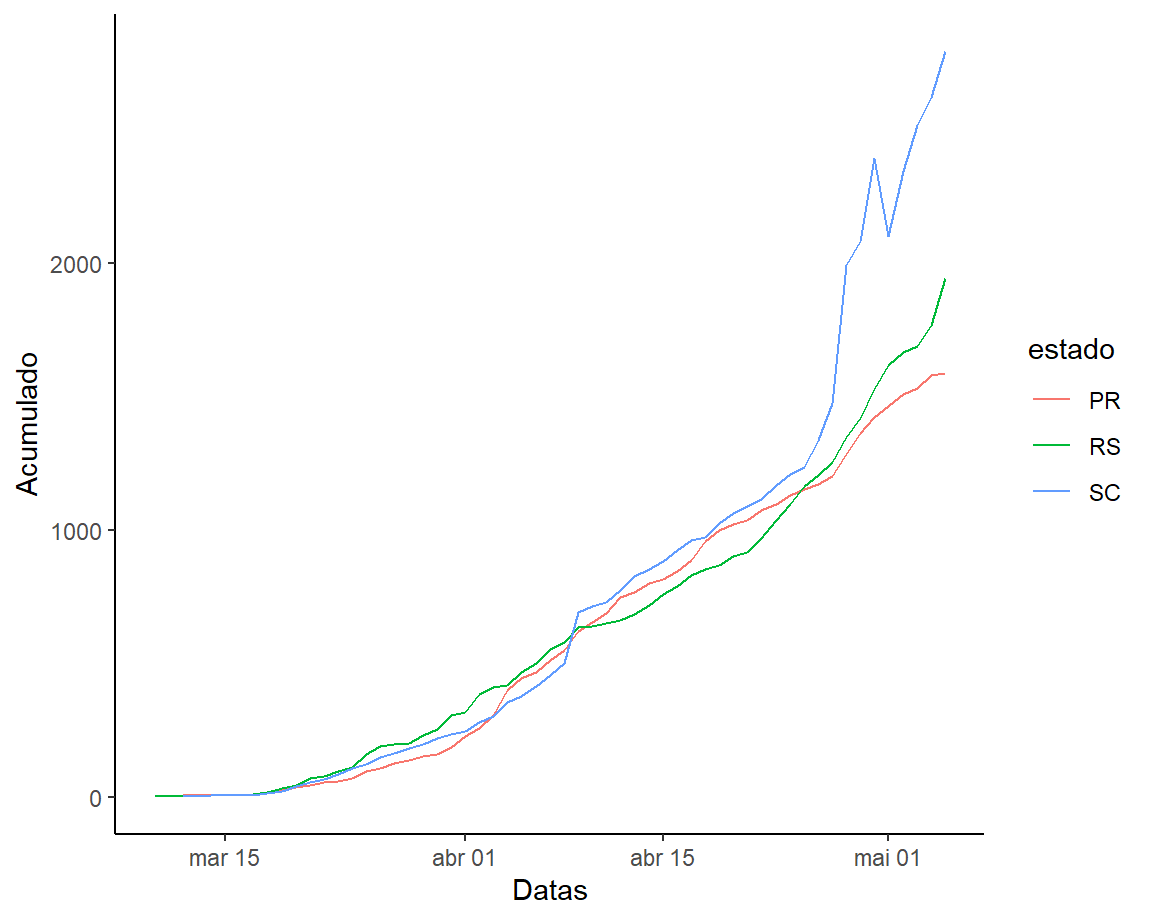 Acumulado
2000
1000
0
mar 15
abr 01
abr 15
mai 01
Datas
estado
PR
RS
SC